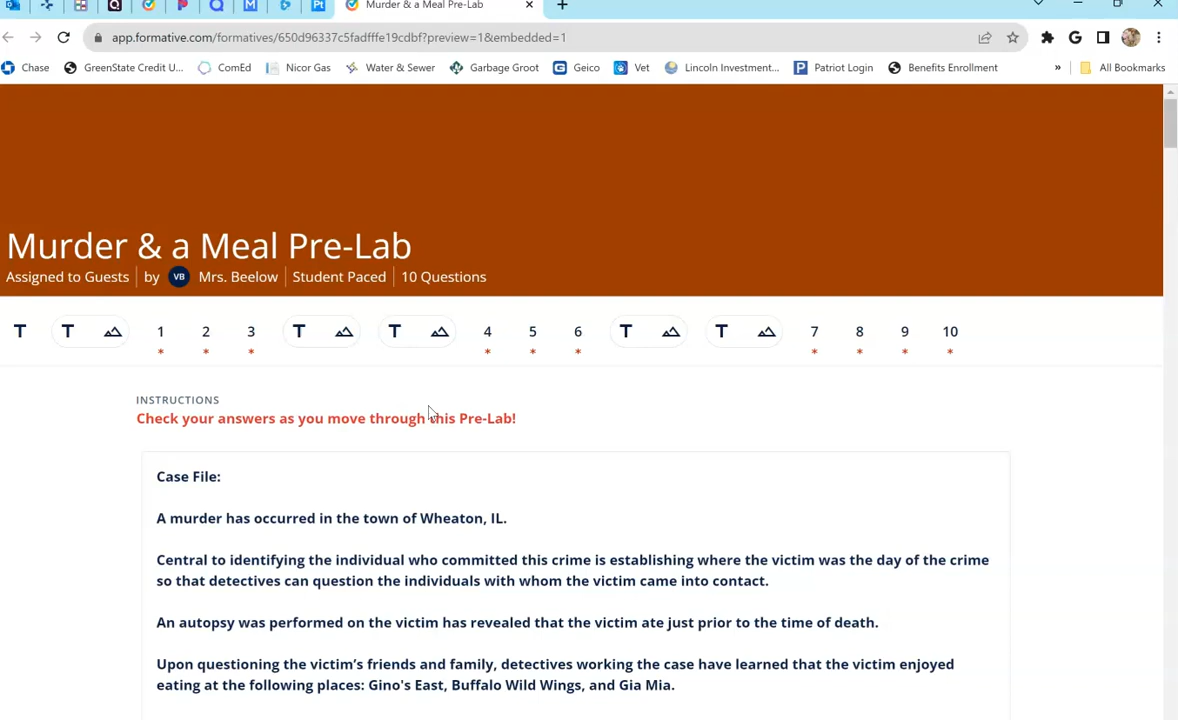 Murder & a Meal Pre-Lab
app.formative.com/formatives/650d96337c5fadfffe19cdbf?preview=1&embedded=1
Chase GreenState Credit U... ComEd Nicor Gas Water & Sewer Garbage Groot Geico Vet Lincoln Investment... Patriot Login Benefits Enrollment » All Bookmarks
Murder & a Meal Pre-Lab
Assigned to Guests by VB Mrs. Beelow Student Paced 10 Questions
T T 1 2 3 T T 4 5 6 T T 7 8 9 10
* * * * * * * * * *
INSTRUCTIONS
Check your answers as you move through this Pre-Lab!
Case File:
A murder has occurred in the town of Wheaton, IL.
Central to identifying the individual who committed this crime is establishing where the victim was the day of the crime
so that detectives can question the individuals with whom the victim came into contact.
An autopsy was performed on the victim has revealed that the victim ate just prior to the time of death.
Upon questioning the victim’s friends and family, detectives working the case have learned that the victim enjoyed
eating at the following places: Gino's East, Buffalo Wild Wings, and Gia Mia.